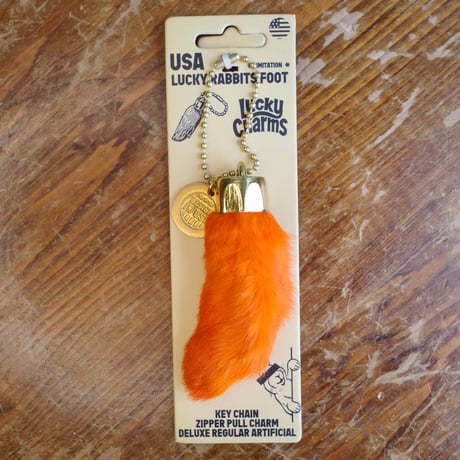 USA
IMITATION *
LUCKY RABBITS FOOT
Lucky
Charms
KEY CHAIN
ZIPPER PULL CHARM
DELUXE REGULAR ARTIFICIAL